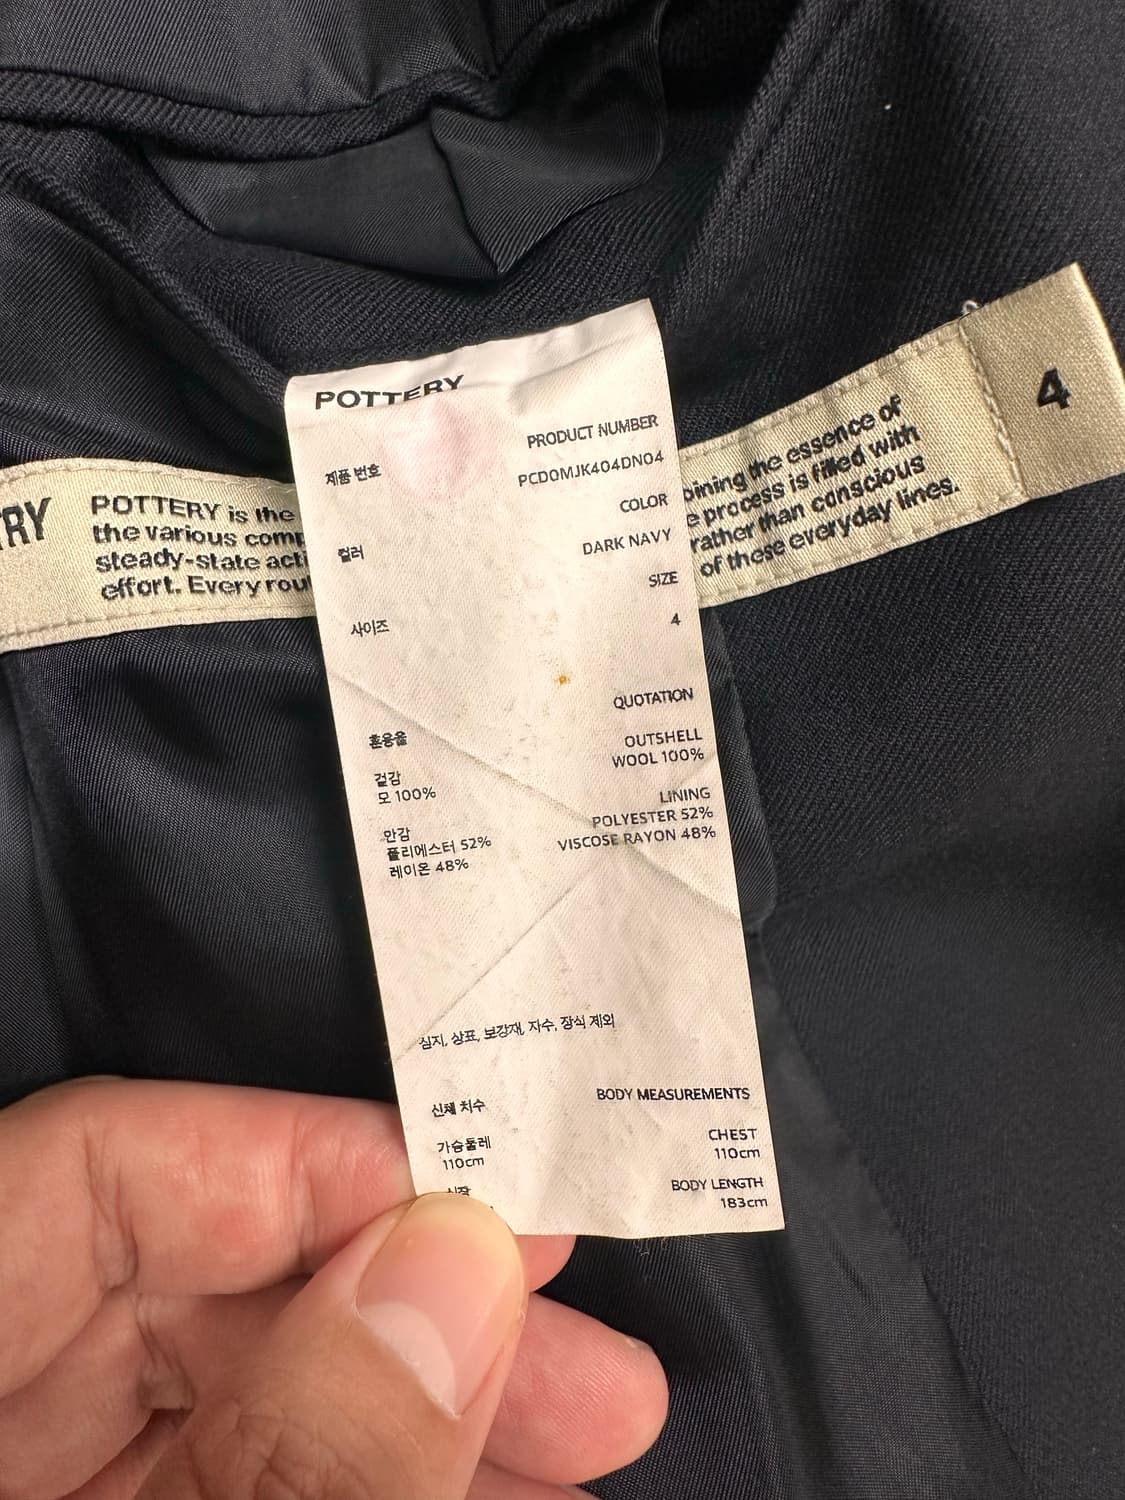 POTTERY
PRODUCT NUMBER
제품 번호
PCD0MJK404DN04
COLOR
컬러
DARK NAVY
SIZE
사이즈
4
QUOTATION
혼용율
OUTSHELL
WOOL 100%
겉감
모 100%
LINING
POLYESTER 52%
VISCOSE RAYON 48%
안감
폴리에스터 52%
레이온 48%
심지, 상표, 보강재, 자수, 장식 제외
BODY MEASUREMENTS
신체 치수
CHEST
110cm
가슴둘레
110cm
BODY LENGTH
183cm
신장
RY
POTTERY is the
the various comp
steady-state acti
effort. Every rou
oining the essence of
e process is filled with
rather than conscious
of these everyday lines.
4